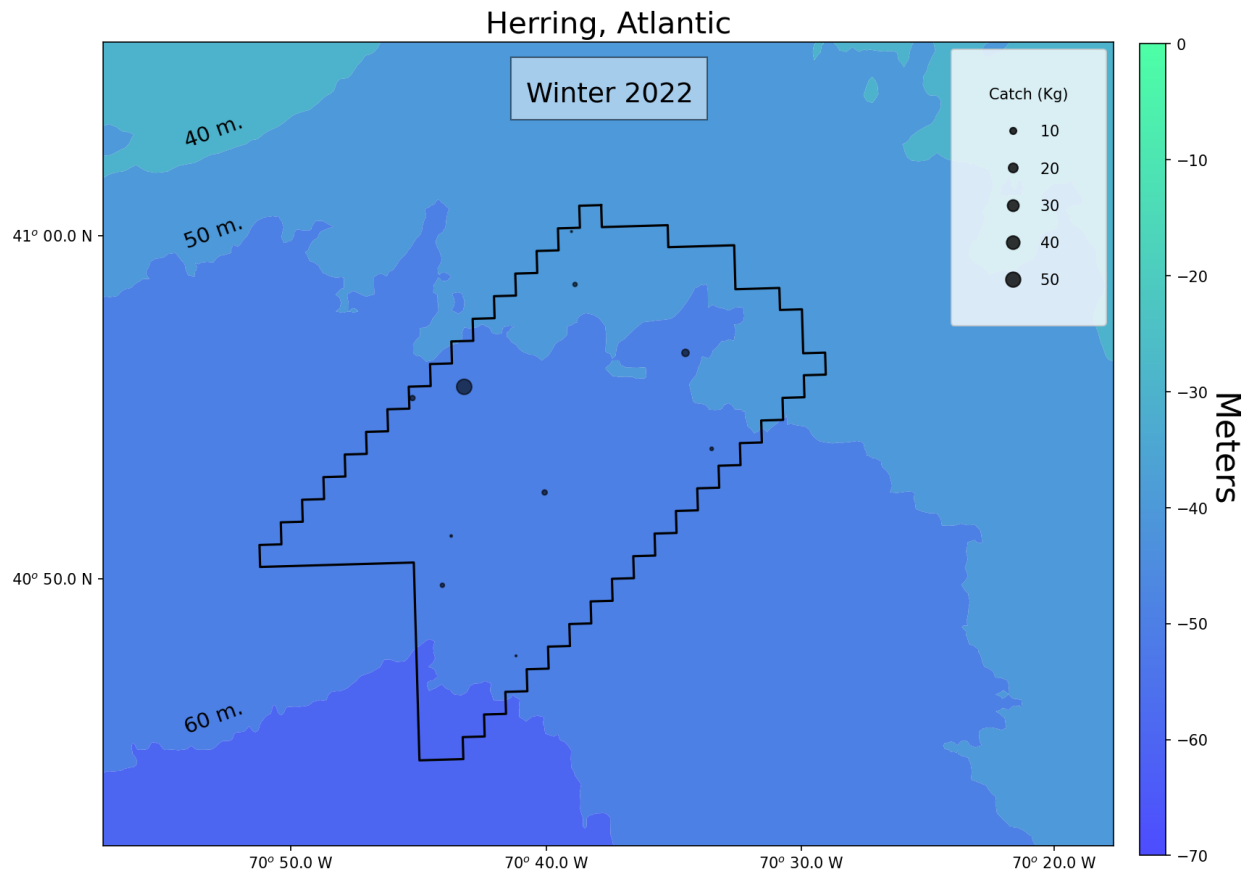 Herring, Atlantic
Winter 2022
Catch (Kg)
10
20
30
40
50
40 m.
50 m.
60 m.
41° 00.0 N
40° 50.0 N
70° 50.0 W
70° 40.0 W
70° 30.0 W
70° 20.0 W
0
−10
−20
−30
−40
−50
−60
−70
Meters